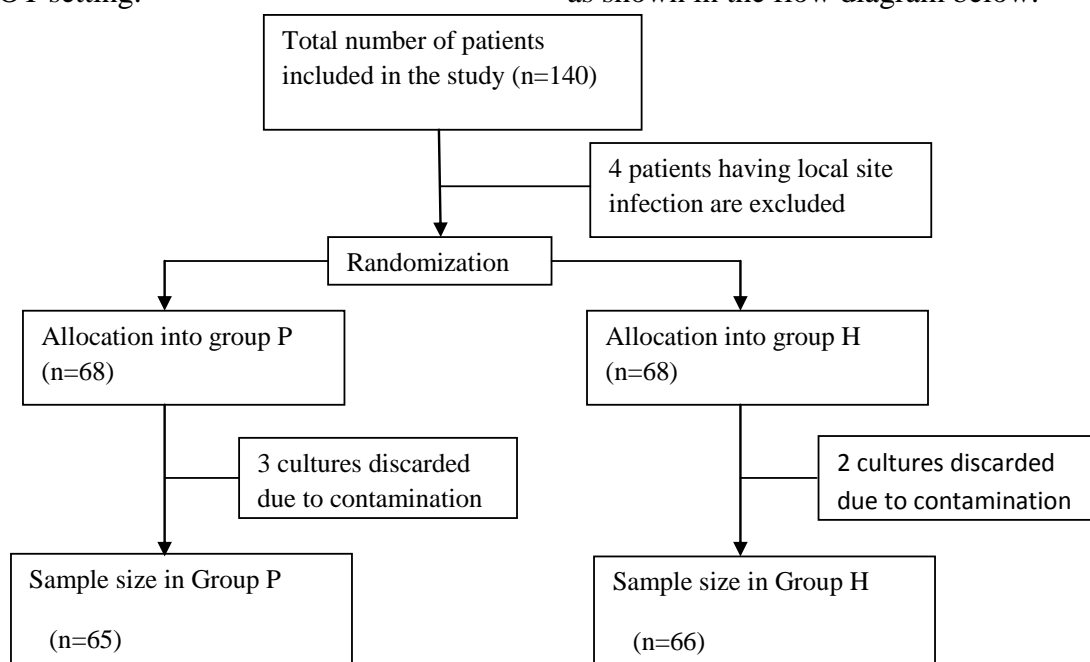 setting.
as shown in the flow diagram below.
Total number of patients
included in the study (n=140)
4 patients having local site
infection are excluded
Randomization
Allocation into group P
(n=68)
Allocation into group H
(n=68)
3 cultures discarded
due to contamination
2 cultures discarded
due to contamination
Sample size in Group P
(n=65)
Sample size in Group H
(n=66)